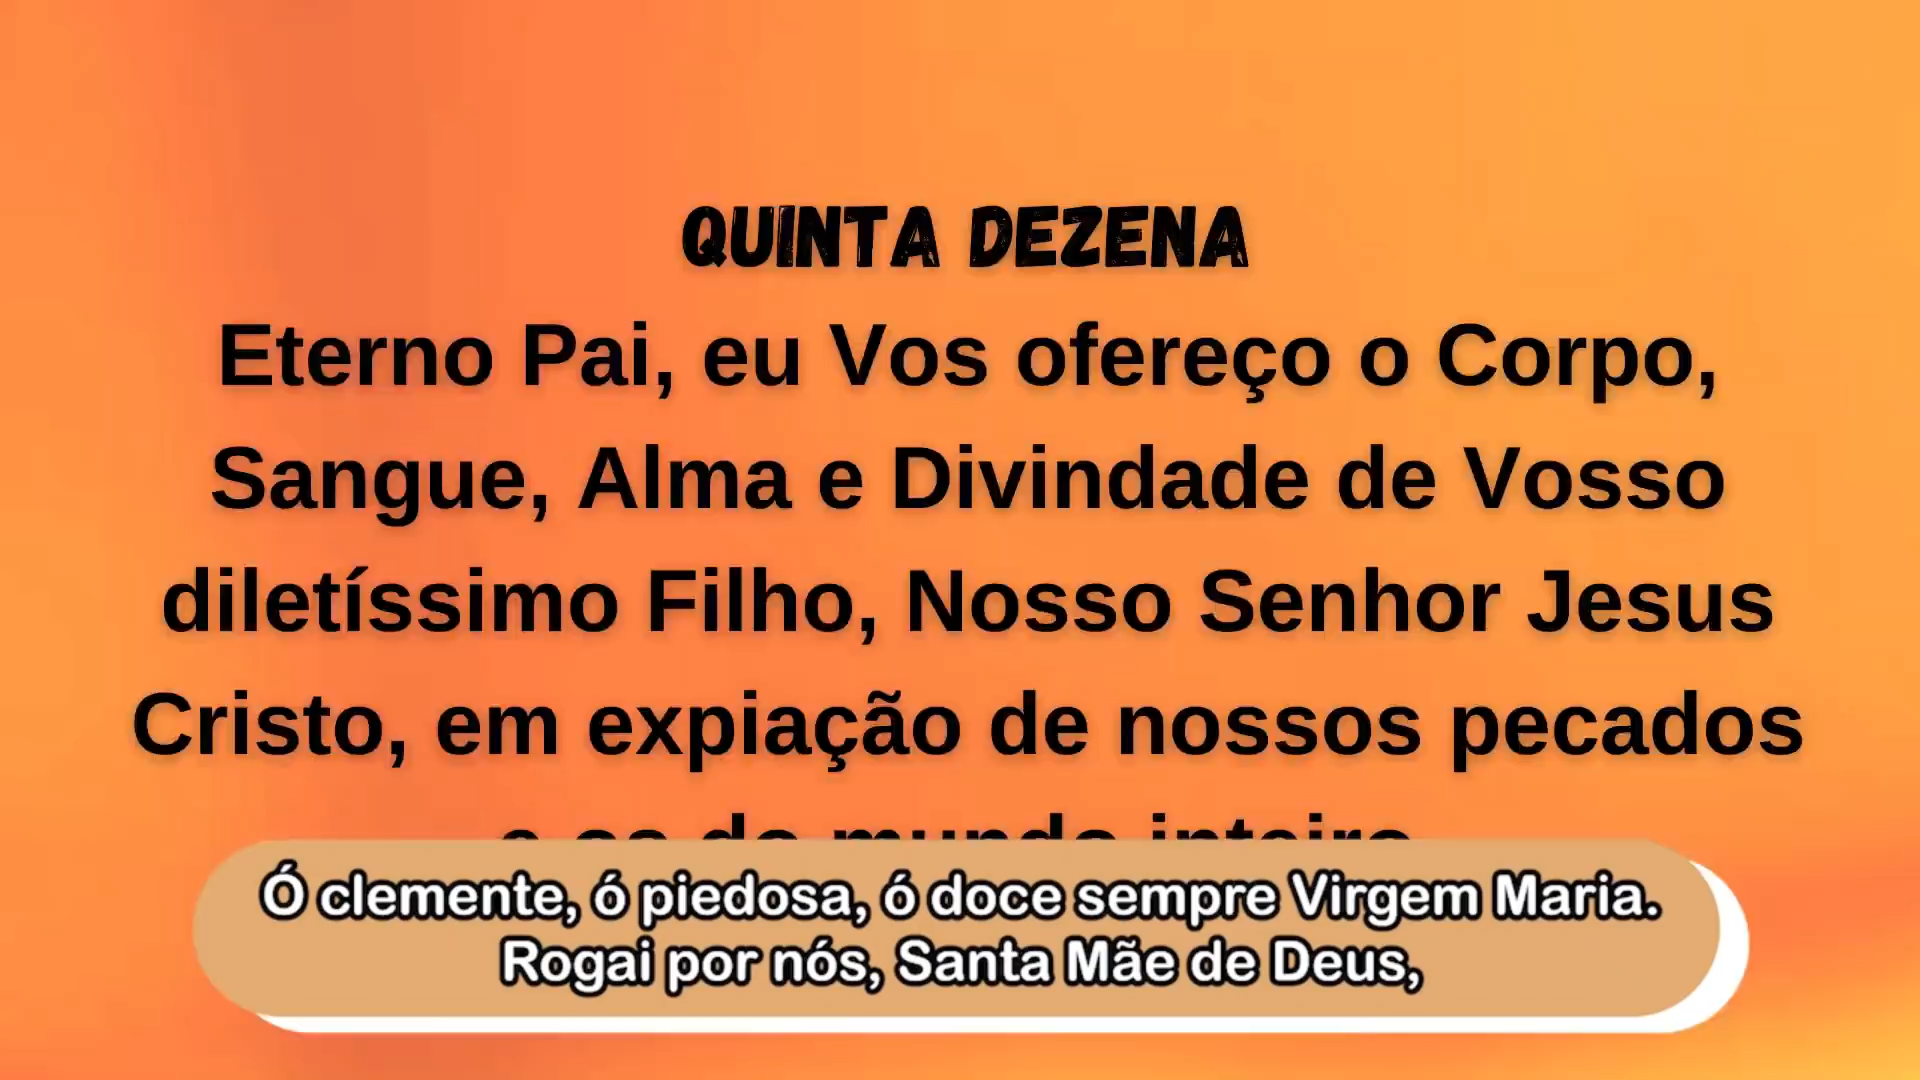 QUINTA DEZENA
Eterno Pai, eu Vos ofereço o Corpo,
Sangue, Alma e Divindade de Vosso
diletíssimo Filho, Nosso Senhor Jesus
Cristo, em expiação de nossos pecados
Ó clemente, ó piedosa, ó doce sempre Virgem Maria.
Rogai por nós, Santa Mãe de Deus,